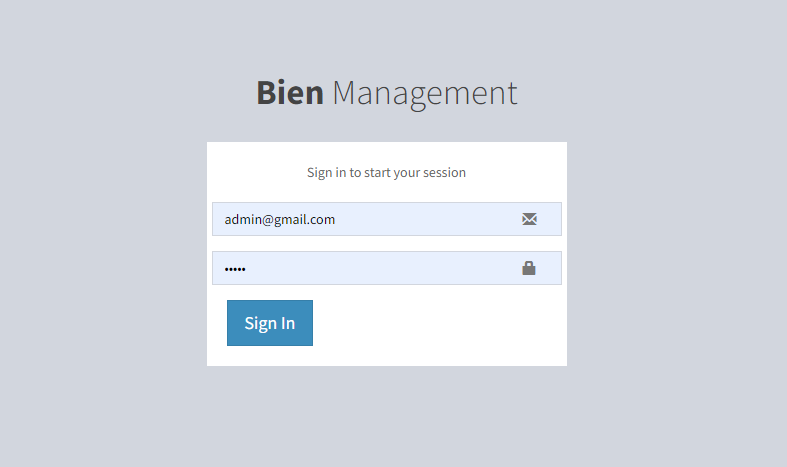 Bien Management
Sign in to start your session
admin@gmail.com
•••••
Sign In